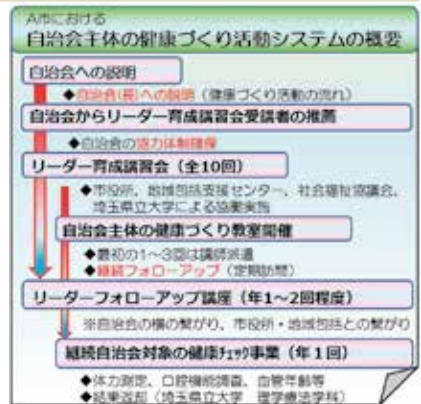 A市における
自治会主体の健康づくり活動システムの概要
自治会への説明
◆自治会(長)への説明(健康づくり活動の流れ)
自治会からリーダー育成講習会受講者の推薦
◆自治会の協力体制確保
リーダー育成講習会(全10回)
◆市役所、地域包括支援センター、社会福祉協議会、
埼玉県立大学による協働実施
自治会主体の健康づくり教室開催
◆最初の1~3回は講師派遣
◆継続フォローアップ(定期訪問)
リーダーフォローアップ講座(年1~2回程度)
※自治会の横の繋がり、市役所・地域包括との繋がり
継続自治会対象の健康チェック事業(年1回)
◆体力測定、口腔機能調査、血管年齢等
◆結果返却(埼玉県立大学 理学療法学科)